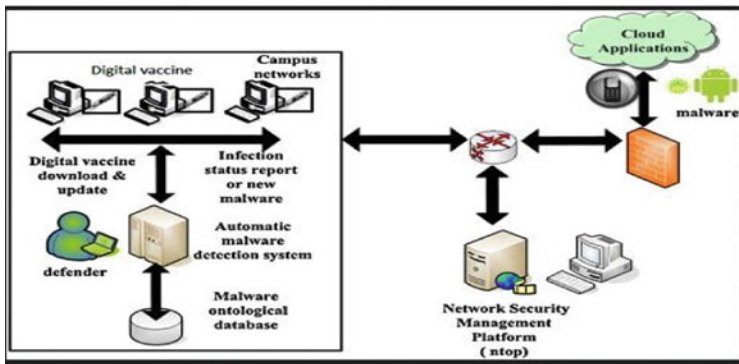 Digital vaccine
Campus
networks
Cloud
Applications
malware
Digital vaccine
download &
update
Infection
status report
or new
malware
defender
Automatic
malware
detection system
Malware
ontological
database
Network Security
Management
Platform
( ntop)